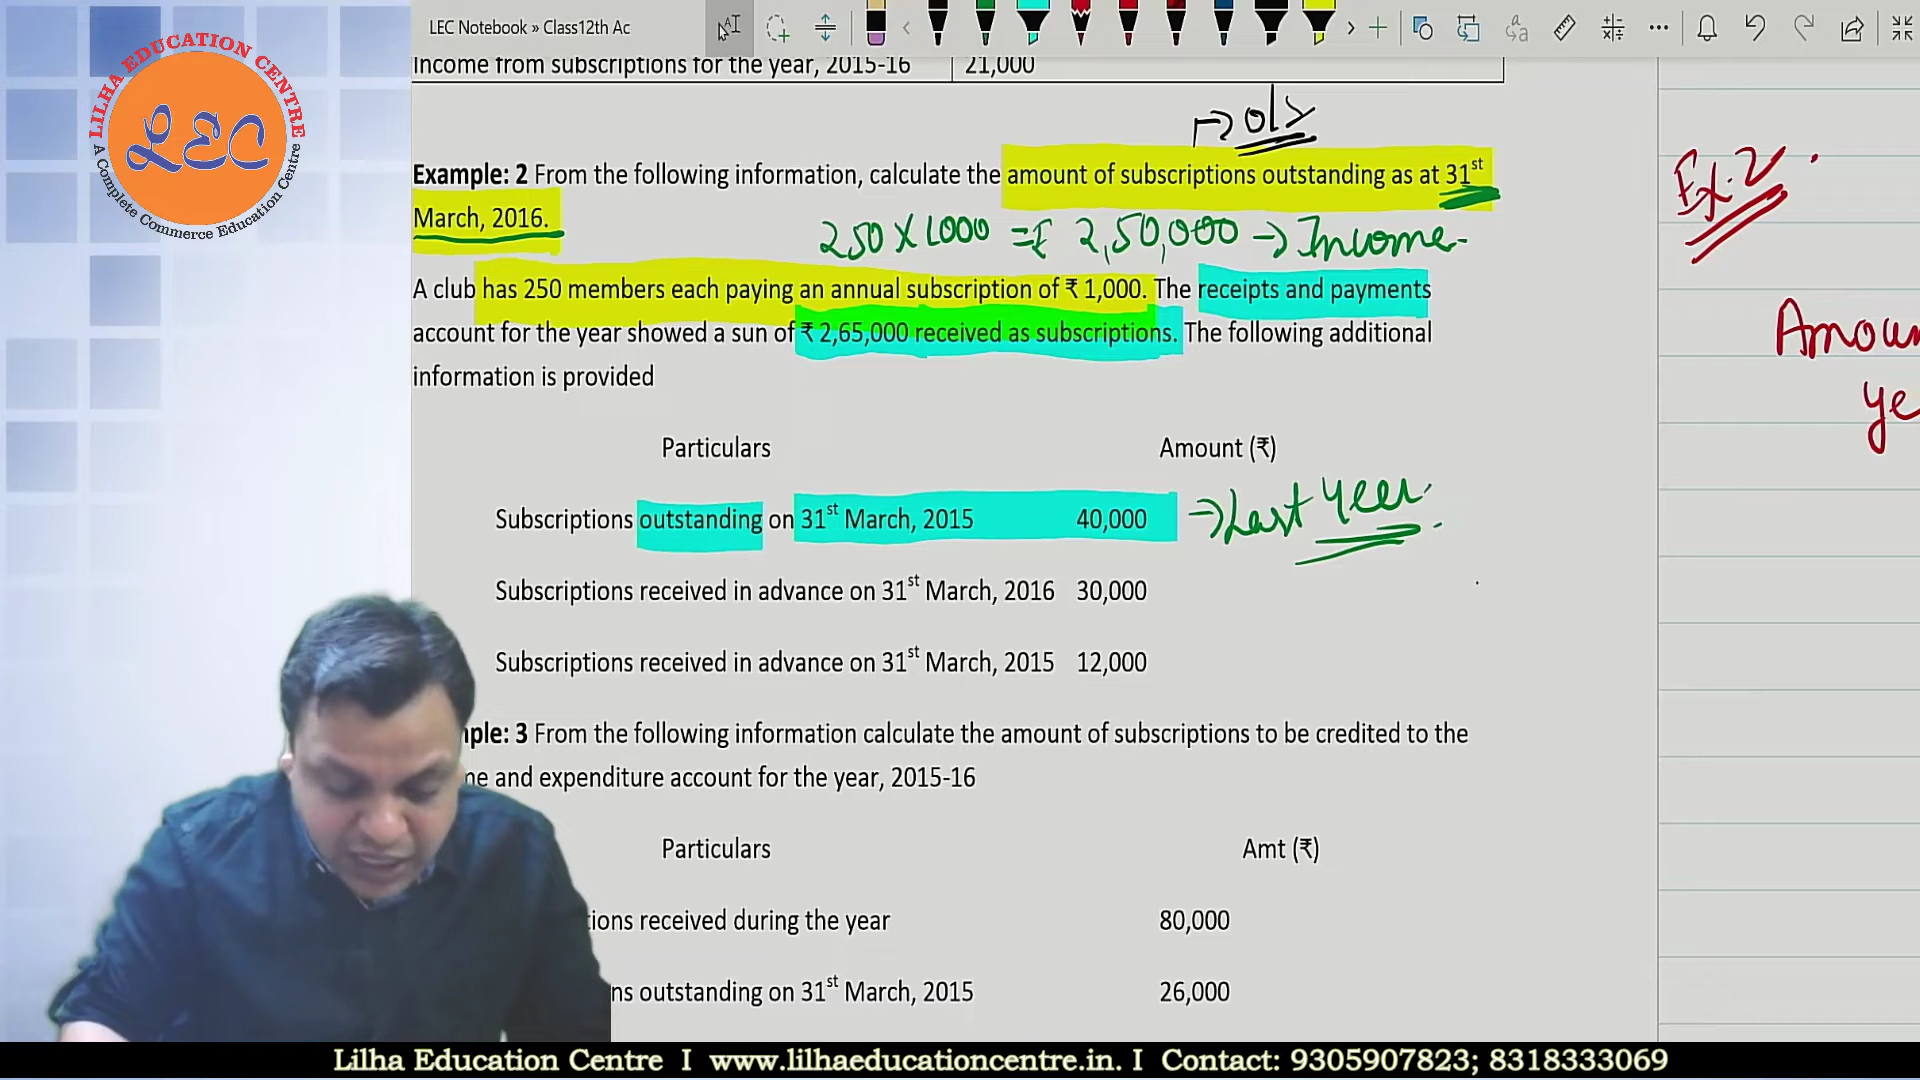 LEC Notebook » Class12th Ac
LILHA EDUCATION CENTRE
LEC
A Complete Commerce Education Centre
Income from subscriptions for the year, 2015-16 21,000
→ o/s
Example: 2 From the following information, calculate the amount of subscriptions outstanding as at 31st
March, 2016.
250 X 1000 = ₹ 2,50,000 → Income
Ex. 2
A club has 250 members each paying an annual subscription of ₹ 1,000. The receipts and payments
account for the year showed a sun of ₹ 2,65,000 received as subscriptions. The following additional
information is provided
Particulars Amount (₹)
Subscriptions outstanding on 31st March, 2015 40,000 → Last Year
Subscriptions received in advance on 31st March, 2016 30,000
Subscriptions received in advance on 31st March, 2015 12,000
ple: 3 From the following information calculate the amount of subscriptions to be credited to the
me and expenditure account for the year, 2015-16
Particulars Amt (₹)
ions received during the year 80,000
ns outstanding on 31st March, 2015 26,000
Amoun
ye
Lilha Education Centre I www.lilhaeducationcentre.in. I Contact: 9305907823; 8318333069